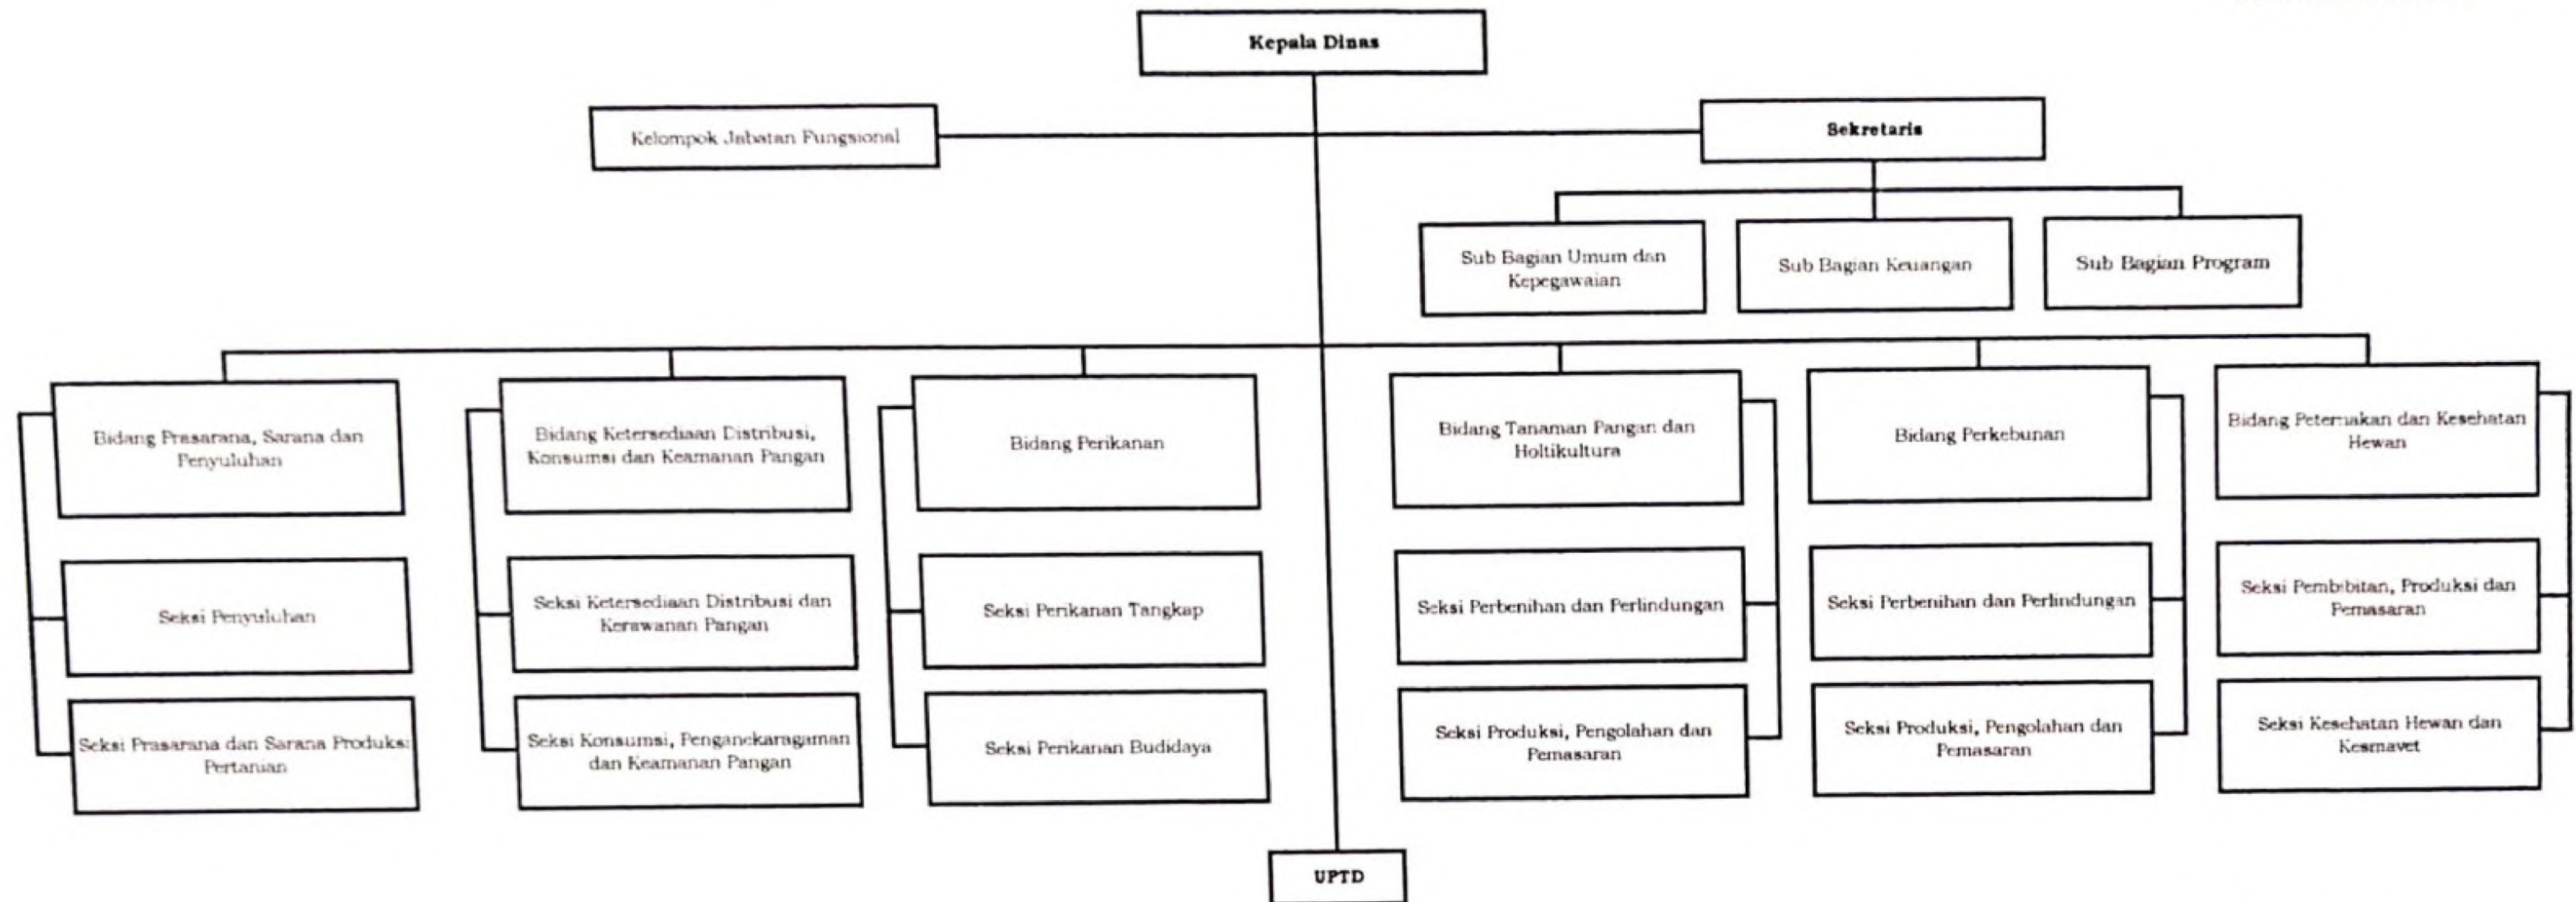 Kepala Dinas
Kelompok Jabatan Fungsional
Sekretaris
Sub Bagian Umum dan
Kepegawaian
Sub Bagian Keuangan
Sub Bagian Program
Bidang Prasarana, Sarana dan
Penyuluhan
Bidang Ketersediaan Distribusi,
Konsumsi dan Keamanan Pangan
Bidang Perikanan
Bidang Tanaman Pangan dan
Holtikultura
Bidang Perkebunan
Bidang Peternakan dan Kesehatan
Hewan
Seksi Penyuluhan
Seksi Ketersediaan Distribusi dan
Kerawanan Pangan
Seksi Perikanan Tangkap
Seksi Perbenihan dan Perlindungan
Seksi Perbenihan dan Perlindungan
Seksi Pembibitan, Produksi dan
Pemasaran
Seksi Prasarana dan Sarana Produksi
Pertanian
Seksi Konsumsi, Penganekaragaman
dan Keamanan Pangan
Seksi Perikanan Budidaya
Seksi Produksi, Pengolahan dan
Pemasaran
Seksi Produksi, Pengolahan dan
Pemasaran
Seksi Kesehatan Hewan dan
Kesmavet
UPTD